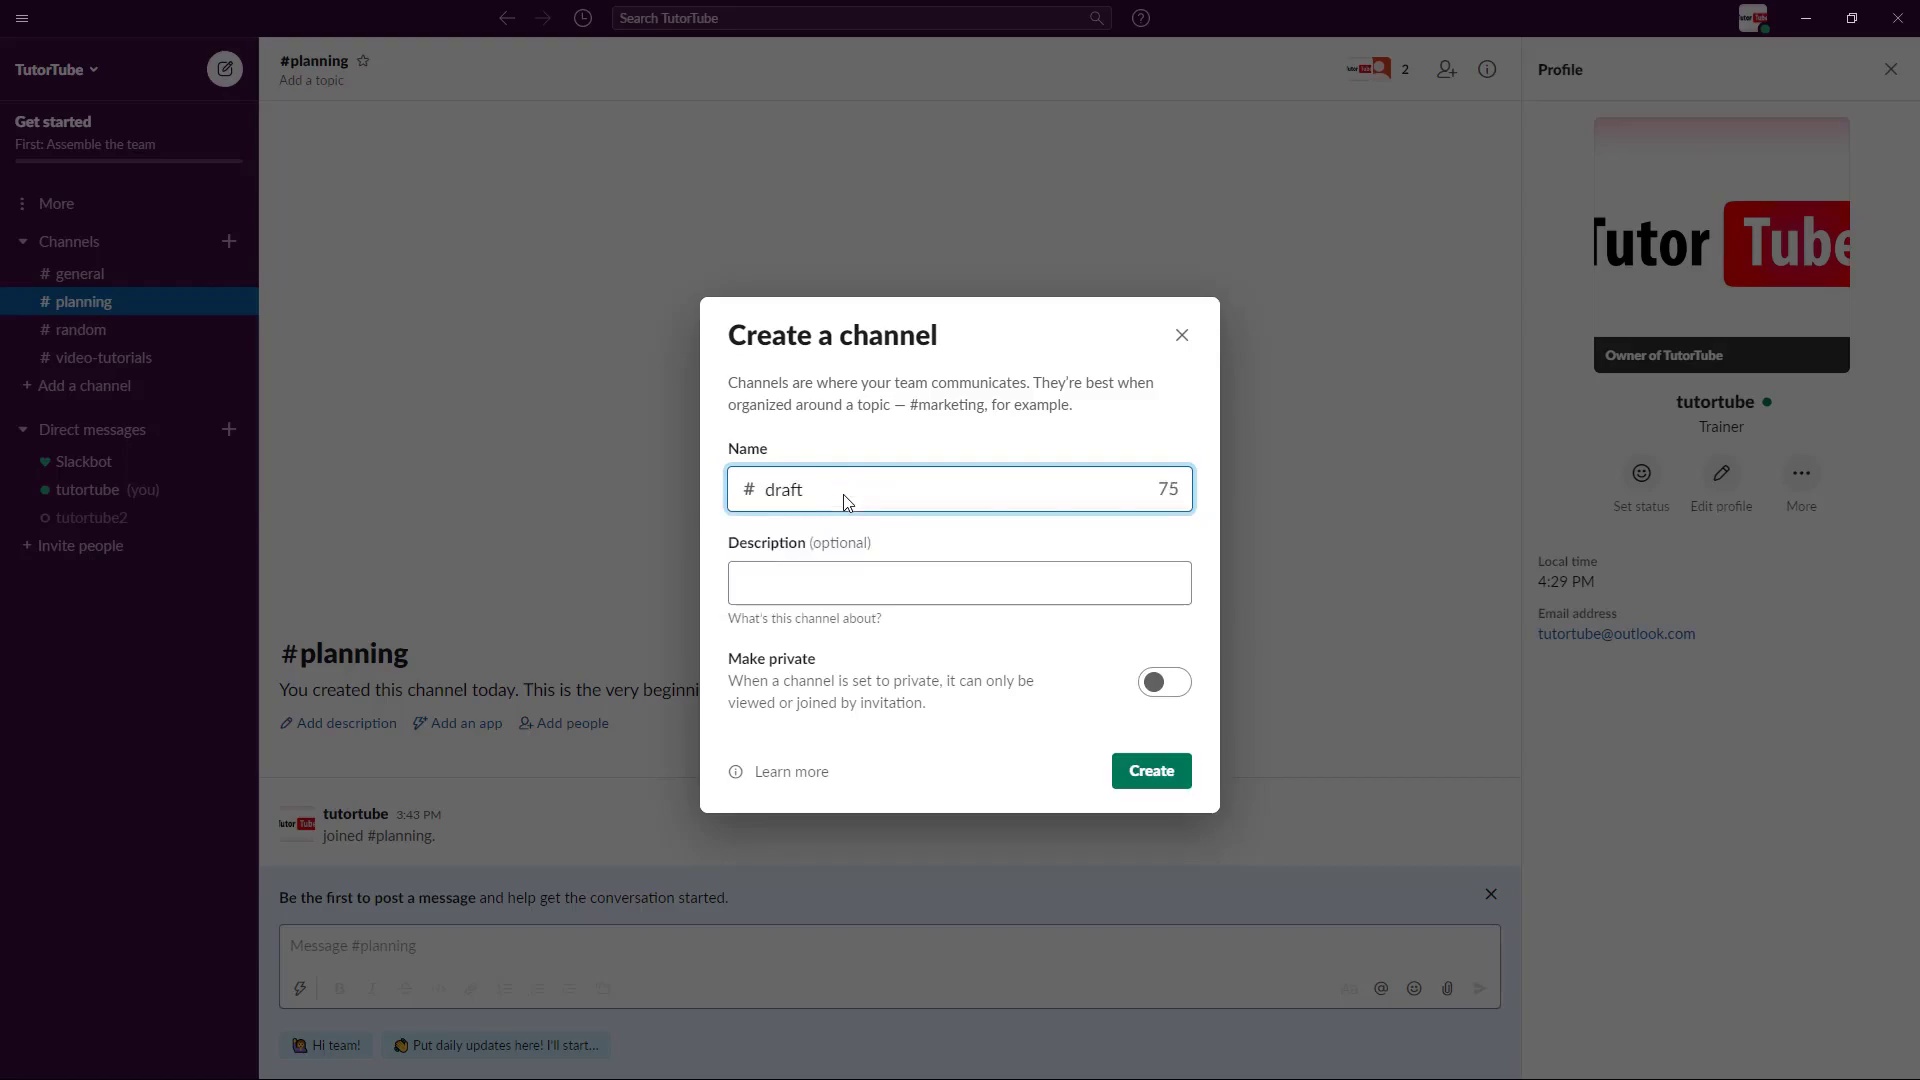 Search TutorTube
TutorTube
Get started
First: Assemble the team
More
Channels
# general
# planning
# random
# video-tutorials
+ Add a channel
Direct messages
Slackbot
tutortube (you)
tutortube2
+ Invite people
#planning
Add a topic
2
#planning
You created this channel today. This is the very beginni
Add description Add an app Add people
tutortube 3:43 PM
joined #planning.
Be the first to post a message and help get the conversation started.
Message #planning
Hi team! Put daily updates here! I'll start...
Create a channel
Channels are where your team communicates. They're best when
organized around a topic — #marketing, for example.
Name
# draft 75
Description (optional)
What's this channel about?
Make private
When a channel is set to private, it can only be
viewed or joined by invitation.
Learn more
Create
Profile
Tutor Tube
Owner of TutorTube
tutortube
Trainer
Set status Edit profile More
Local time
4:29 PM
Email address
tutortube@outlook.com